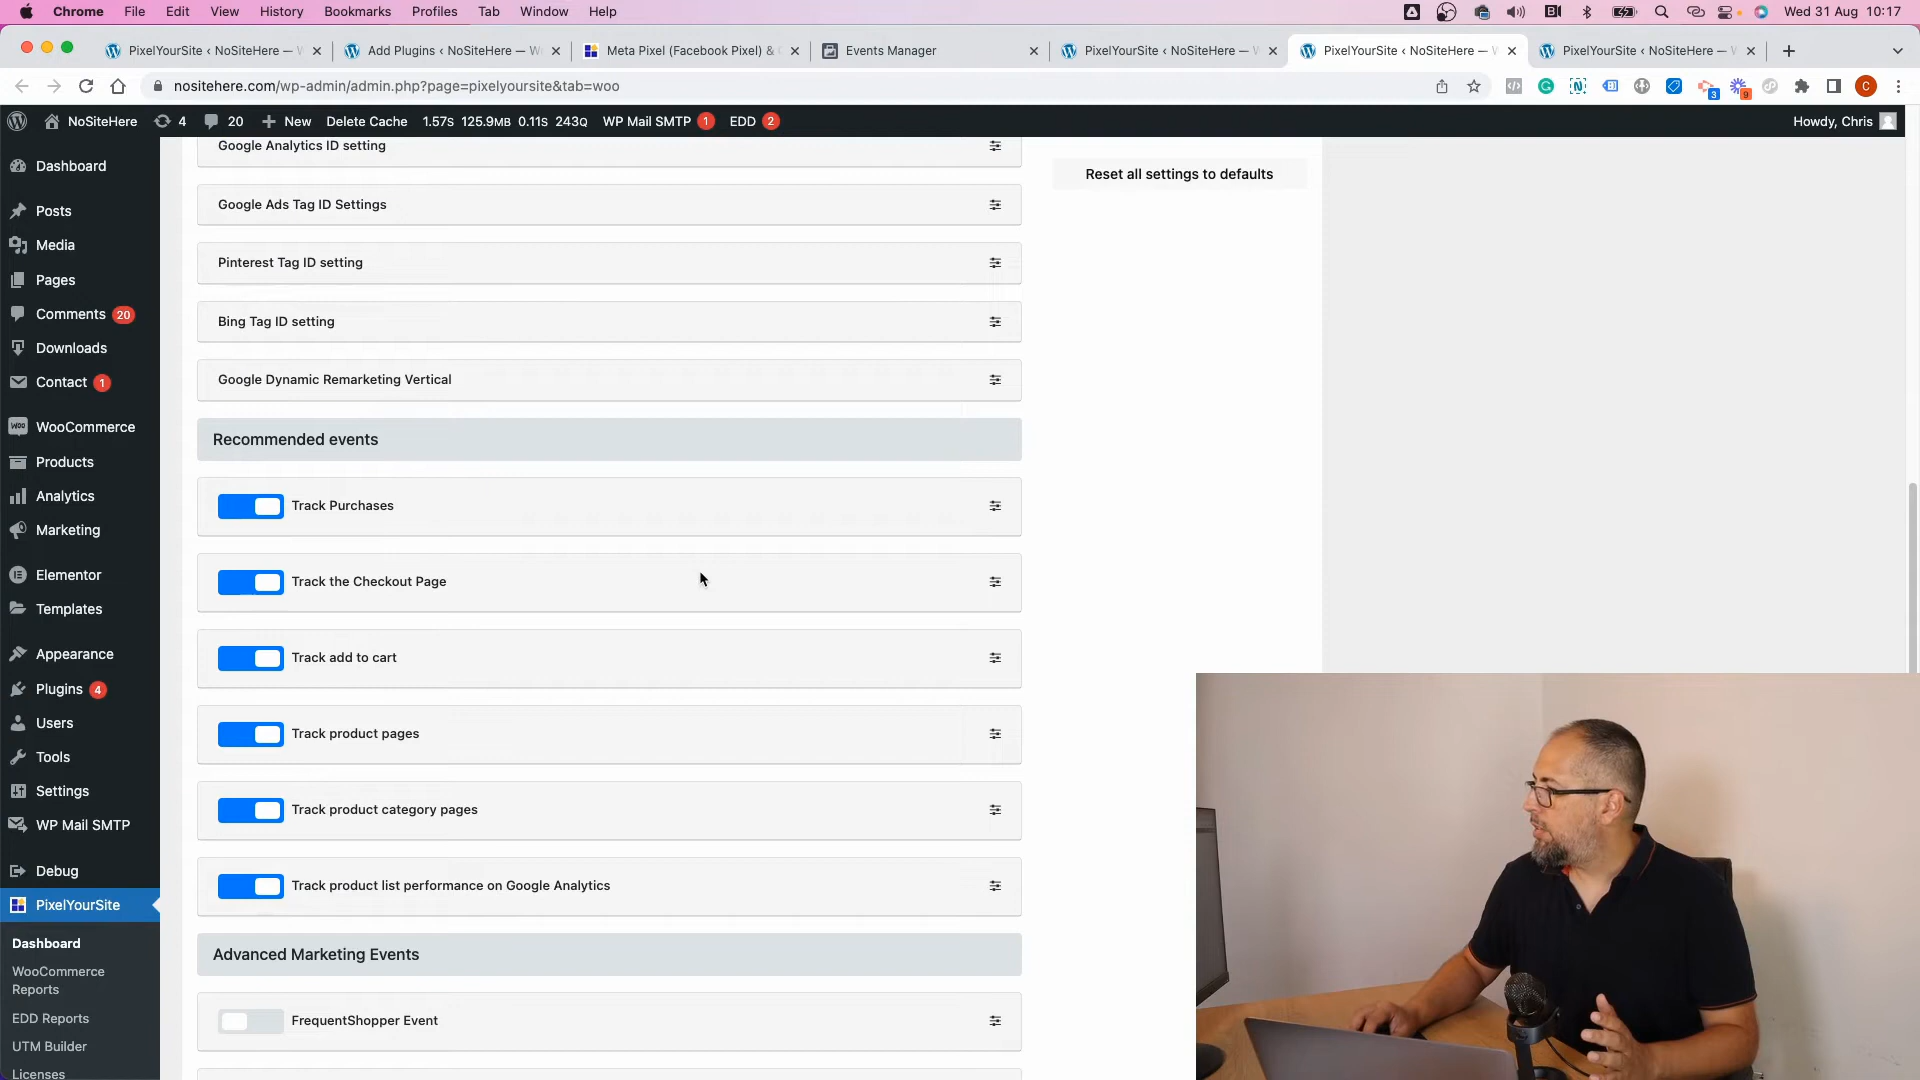 Chrome File Edit View History Bookmarks Profiles Tab Window Help Wed 31 Aug 10:17
PixelYourSite ‹ NoSiteHere — Add Plugins ‹ NoSiteHere — Meta Pixel (Facebook Pixel) & Events Manager PixelYourSite ‹ NoSiteHere — PixelYourSite ‹ NoSiteHere — PixelYourSite ‹ NoSiteHere —
nositehere.com/wp-admin/admin.php?page=pixelyoursite&tab=woo 3 9 C
NoSiteHere 4 20 New Delete Cache 1.57S 125.9MB 0.11S 243Q WP Mail SMTP 1 EDD 2 Howdy, Chris
Dashboard
Posts
Media
Pages
Comments 20
Downloads
Contact 1
WooCommerce
Products
Analytics
Marketing
Elementor
Templates
Appearance
Plugins 4
Users
Tools
Settings
WP Mail SMTP
Debug
PixelYourSite
Dashboard
WooCommerce
Reports
EDD Reports
UTM Builder
Licenses
Google Analytics ID setting
Google Ads Tag ID Settings
Pinterest Tag ID setting
Bing Tag ID setting
Google Dynamic Remarketing Vertical
Recommended events
Track Purchases
Track the Checkout Page
Track add to cart
Track product pages
Track product category pages
Track product list performance on Google Analytics
Advanced Marketing Events
FrequentShopper Event
Reset all settings to defaults